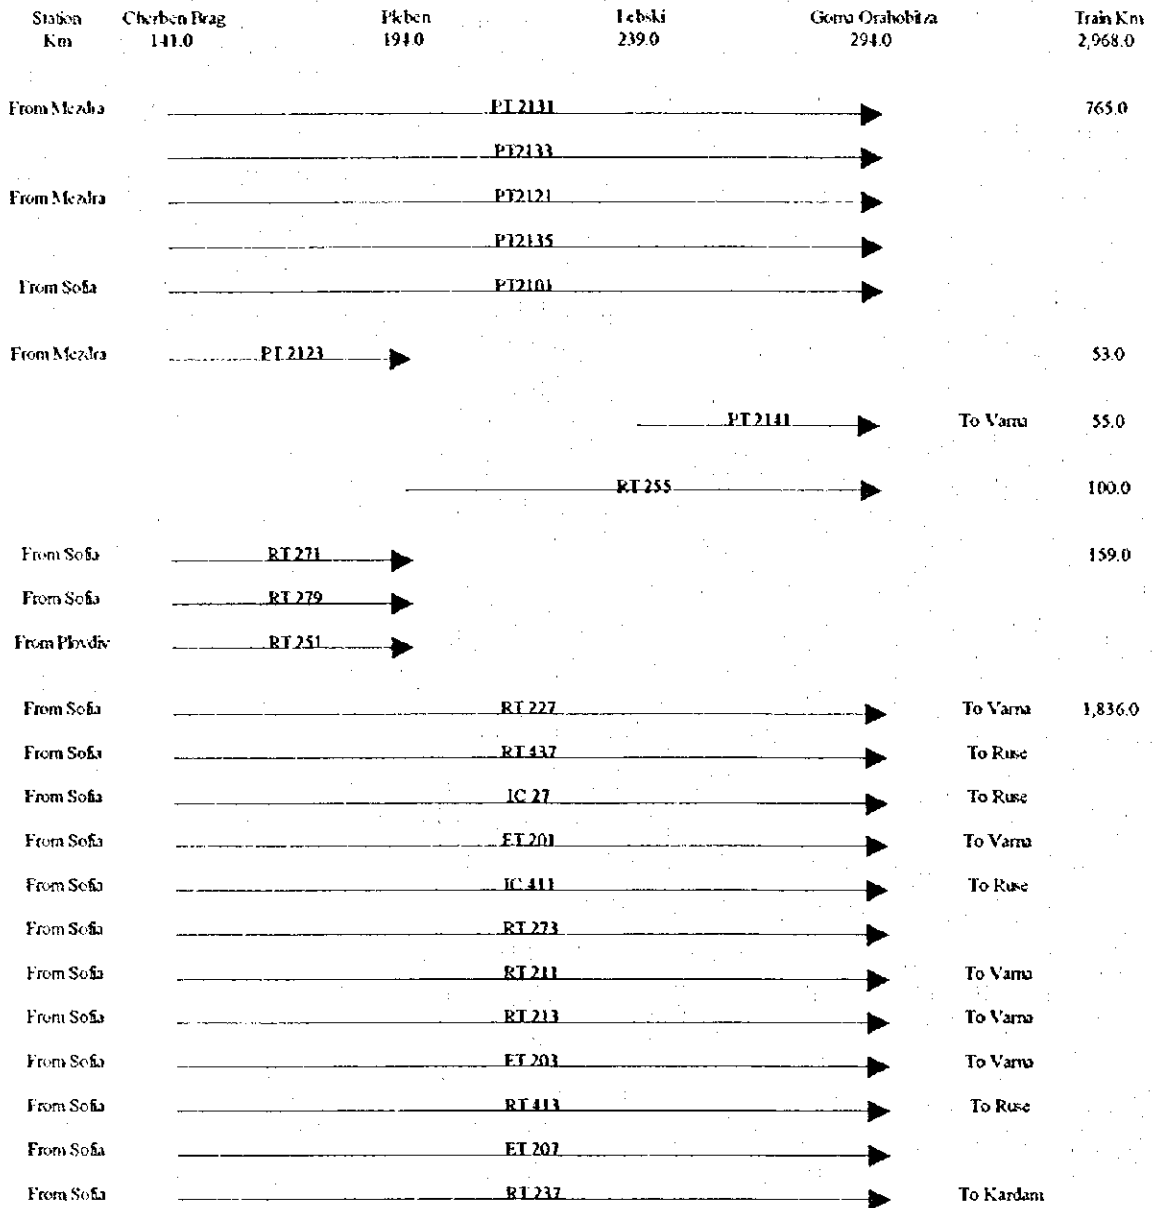 Station Cherben Brag Pleben Lebski Gorna Orahobitza Train Km
Km 141.0 194.0 239.0 294.0 2,968.0
From Mezdra PT 2131 765.0
PT2133
From Mezdra PT2121
PT2135
From Sofia PT2101
From Mezdra PT 2123 53.0
PT 2141 To Varna 55.0
RT 255 100.0
From Sofia RT 271 159.0
From Sofia RT 279
From Plovdiv RT 251
From Sofia RT 227 To Varna 1,836.0
From Sofia RT 437 To Ruse
From Sofia IC 27 To Ruse
From Sofia ET 201 To Varna
From Sofia IC 411 To Ruse
From Sofia RT 273
From Sofia RT 211 To Varna
From Sofia RT 213 To Varna
From Sofia ET 203 To Varna
From Sofia RT 413 To Ruse
From Sofia ET 207
From Sofia RT 237 To Kardam